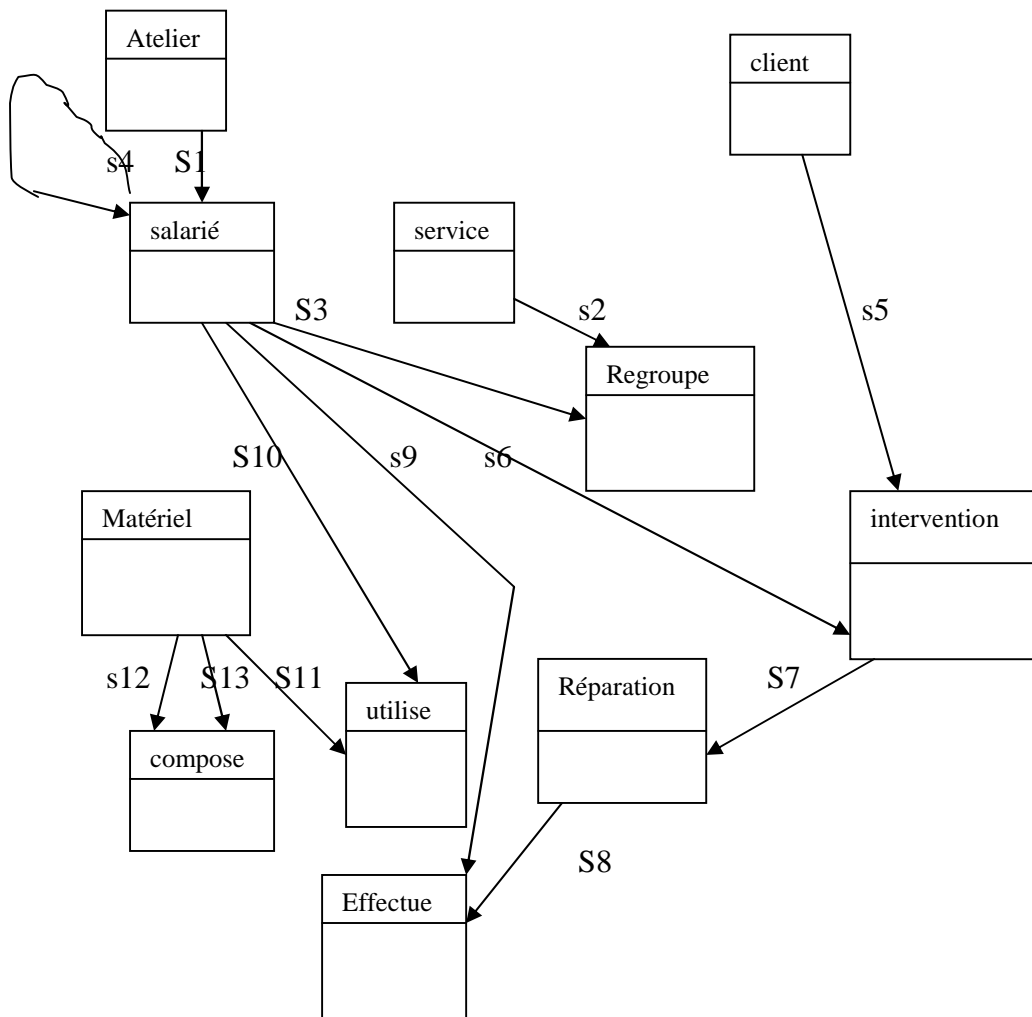 Atelier
client
s4
S1
salarié
service
S3
s2
s5
Regroupe
S10
s9
s6
Matériel
intervention
s12
S13
S11
Réparation
S7
utilise
compose
S8
Effectue